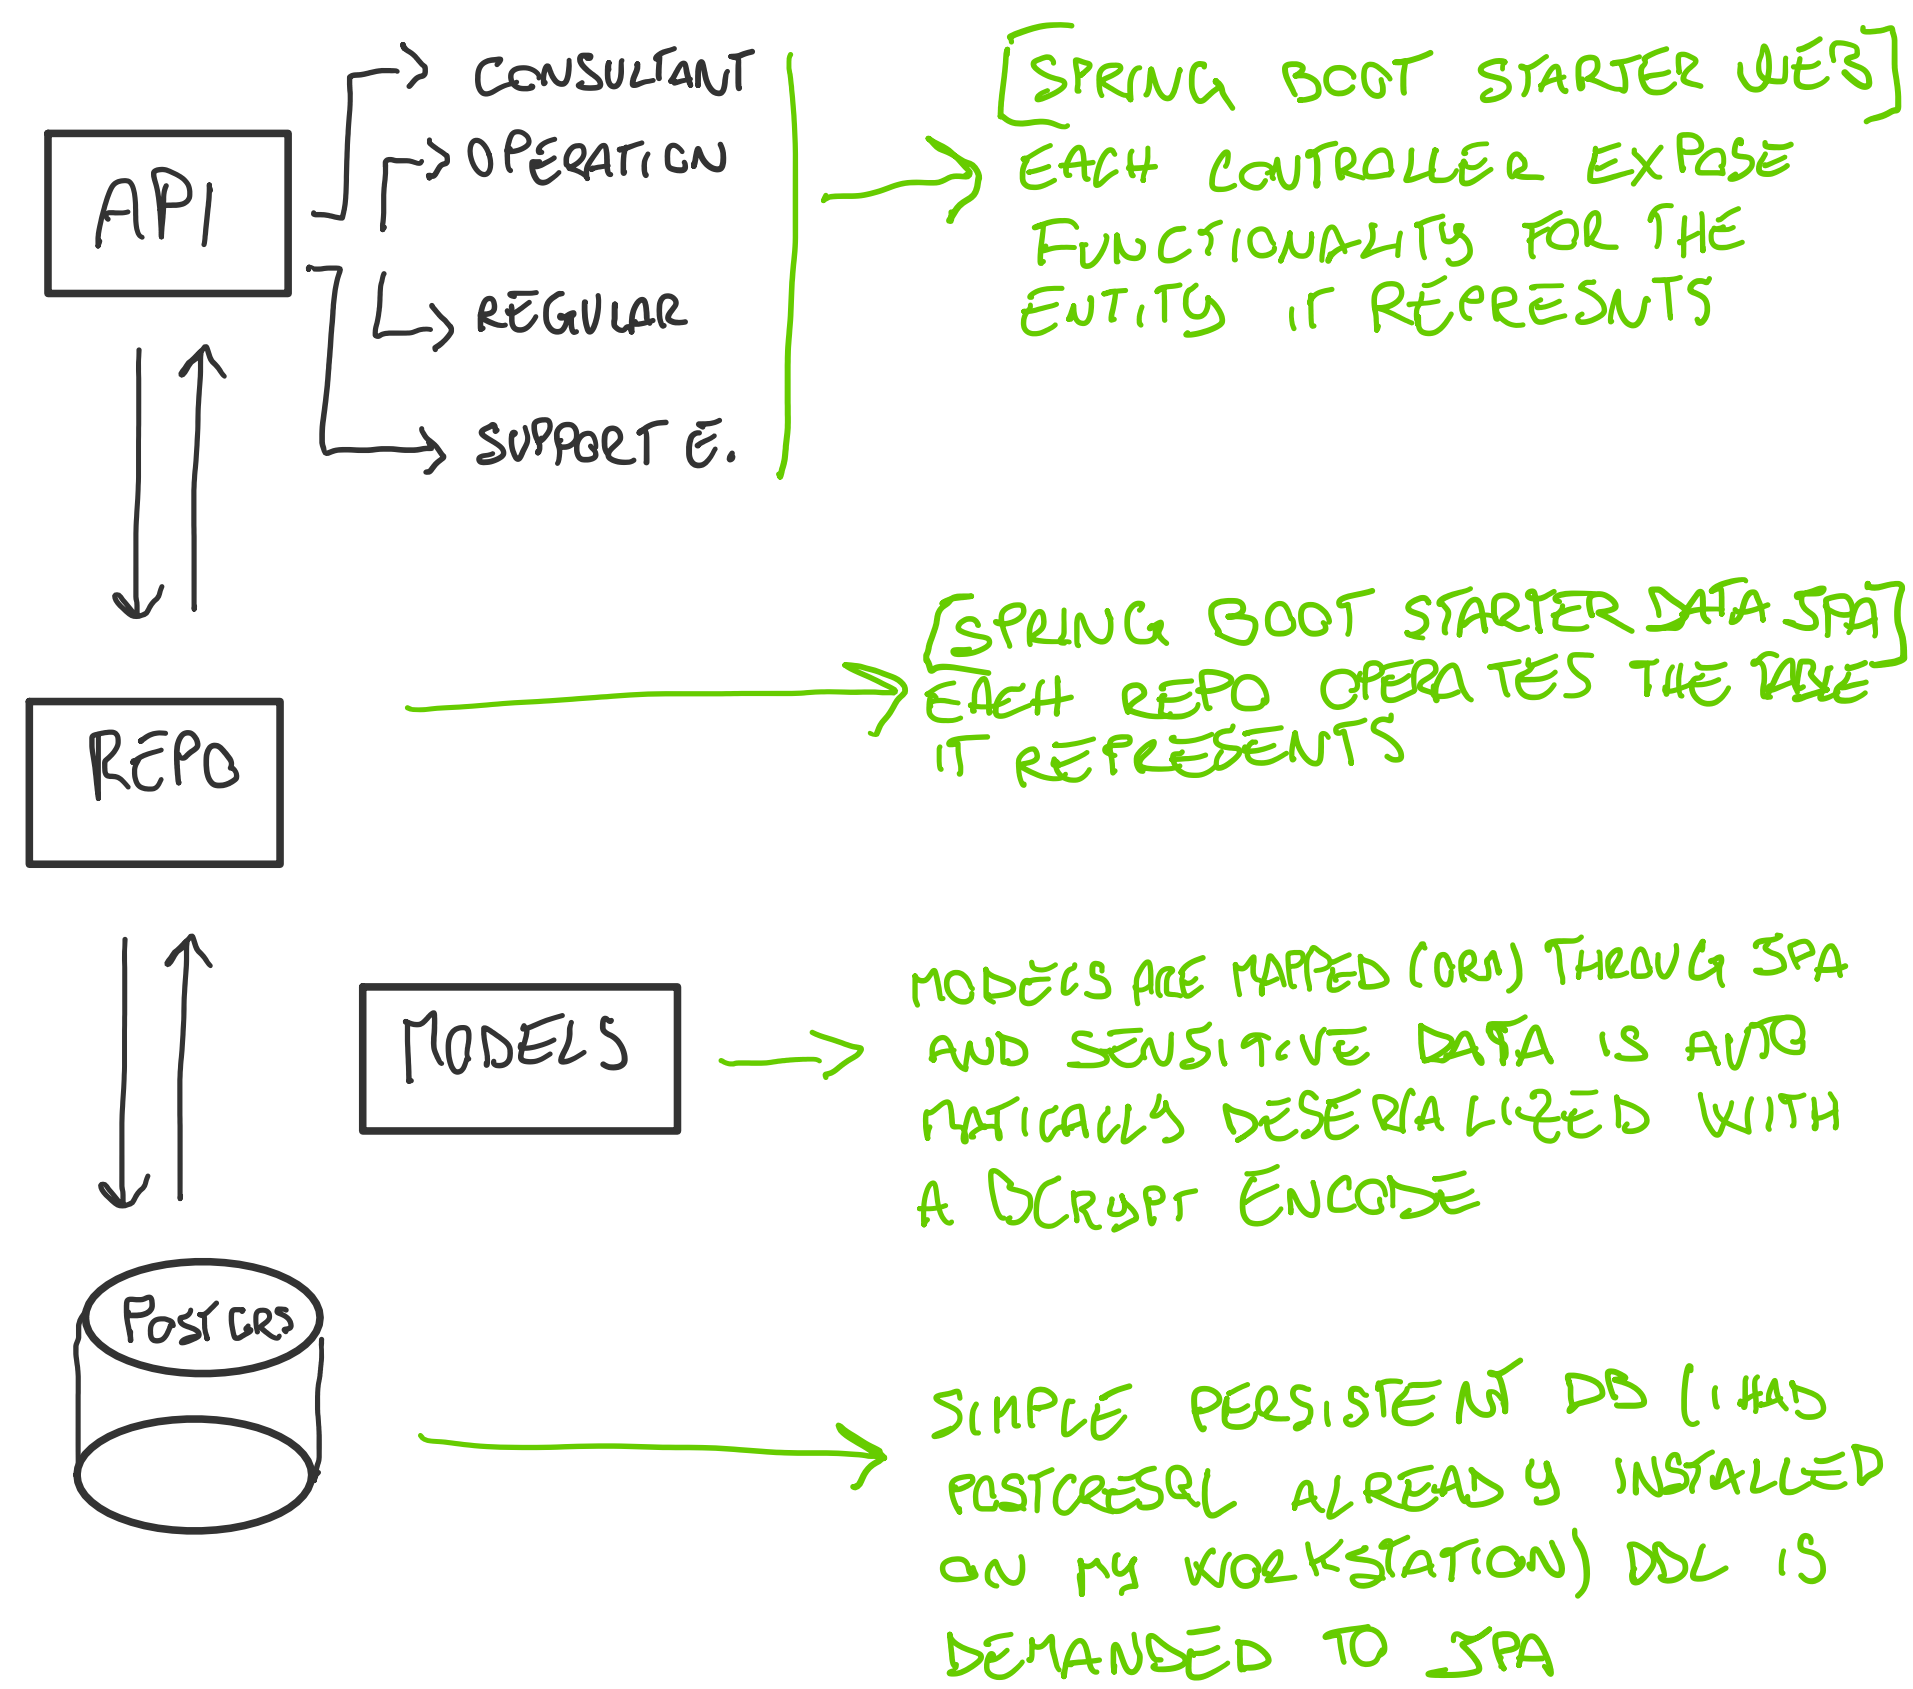 API
CONSULTANT
OPERATION
REGULAR
SUPPORT E.
[SPRING BOOT STARTER WEB]
EACH CONTROLLER EXPOSE
FUNCTIONALITY FOR THE
ENTITY IT REPRESNTS
REPO
[SPRING BOOT STARTER DATA JPA]
EACH REPO OPERATES THE TABLE
IT REPRESENTS
MODELS
MODELS ARE MAPPED (ORM) THROUG JPA
AND SENSITIVE DATA IS AUTO
MATICALLY DESERIALIZED WITH
A BCRYPT ENCODE
POSTGRS
SIMPLE PERSISTENT DB (I HAD
POSTGRESQL ALREADY INSTALLED
ON MY WORKSTATION) DDL IS
DEMANDED TO JPA